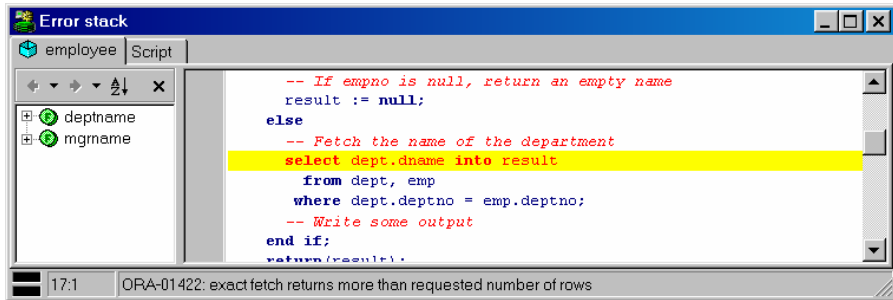 Error stack
employee Script
deptname
mgrname
-- If empno is null, return an empty name
result := null;
else
-- Fetch the name of the department
select dept.dname into result
from dept, emp
where dept.deptno = emp.deptno;
-- Write some output
end if;
return(result);
17:1 ORA-01422: exact fetch returns more than requested number of rows